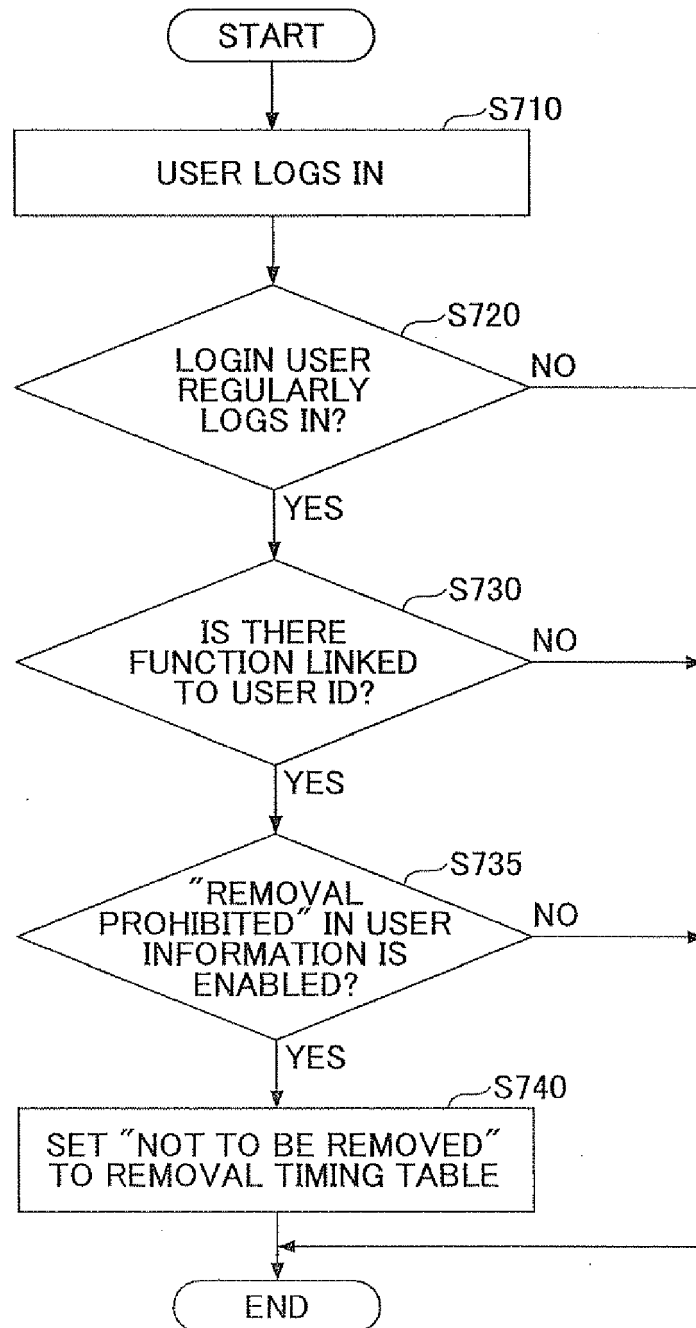 START
S710
USER LOGS IN
S720
LOGIN USER
REGULARLY
LOGS IN?
NO
YES
S730
IS THERE
FUNCTION LINKED
TO USER ID?
NO
YES
S735
"REMOVAL
PROHIBITED" IN USER
INFORMATION IS
ENABLED?
NO
YES
S740
SET "NOT TO BE REMOVED"
TO REMOVAL TIMING TABLE
END